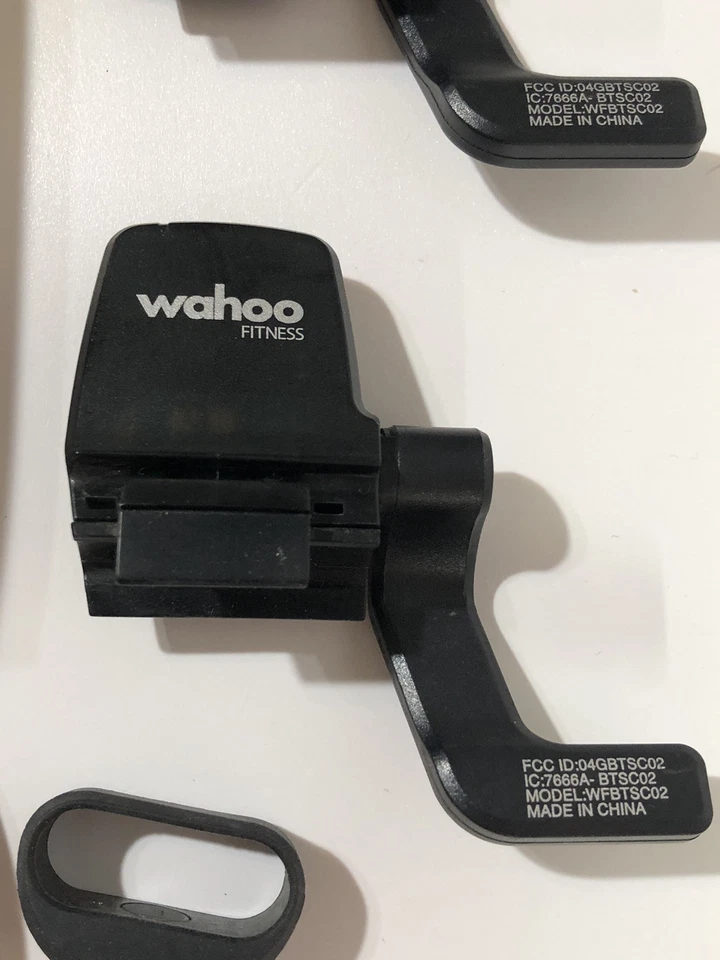 FCC ID:04GBTSC02
IC:7666A- BTSC02
MODEL:WFBTSC02
MADE IN CHINA
wahoo
FITNESS
FCC ID:04GBTSC02
IC:7666A- BTSC02
MODEL:WFBTSC02
MADE IN CHINA